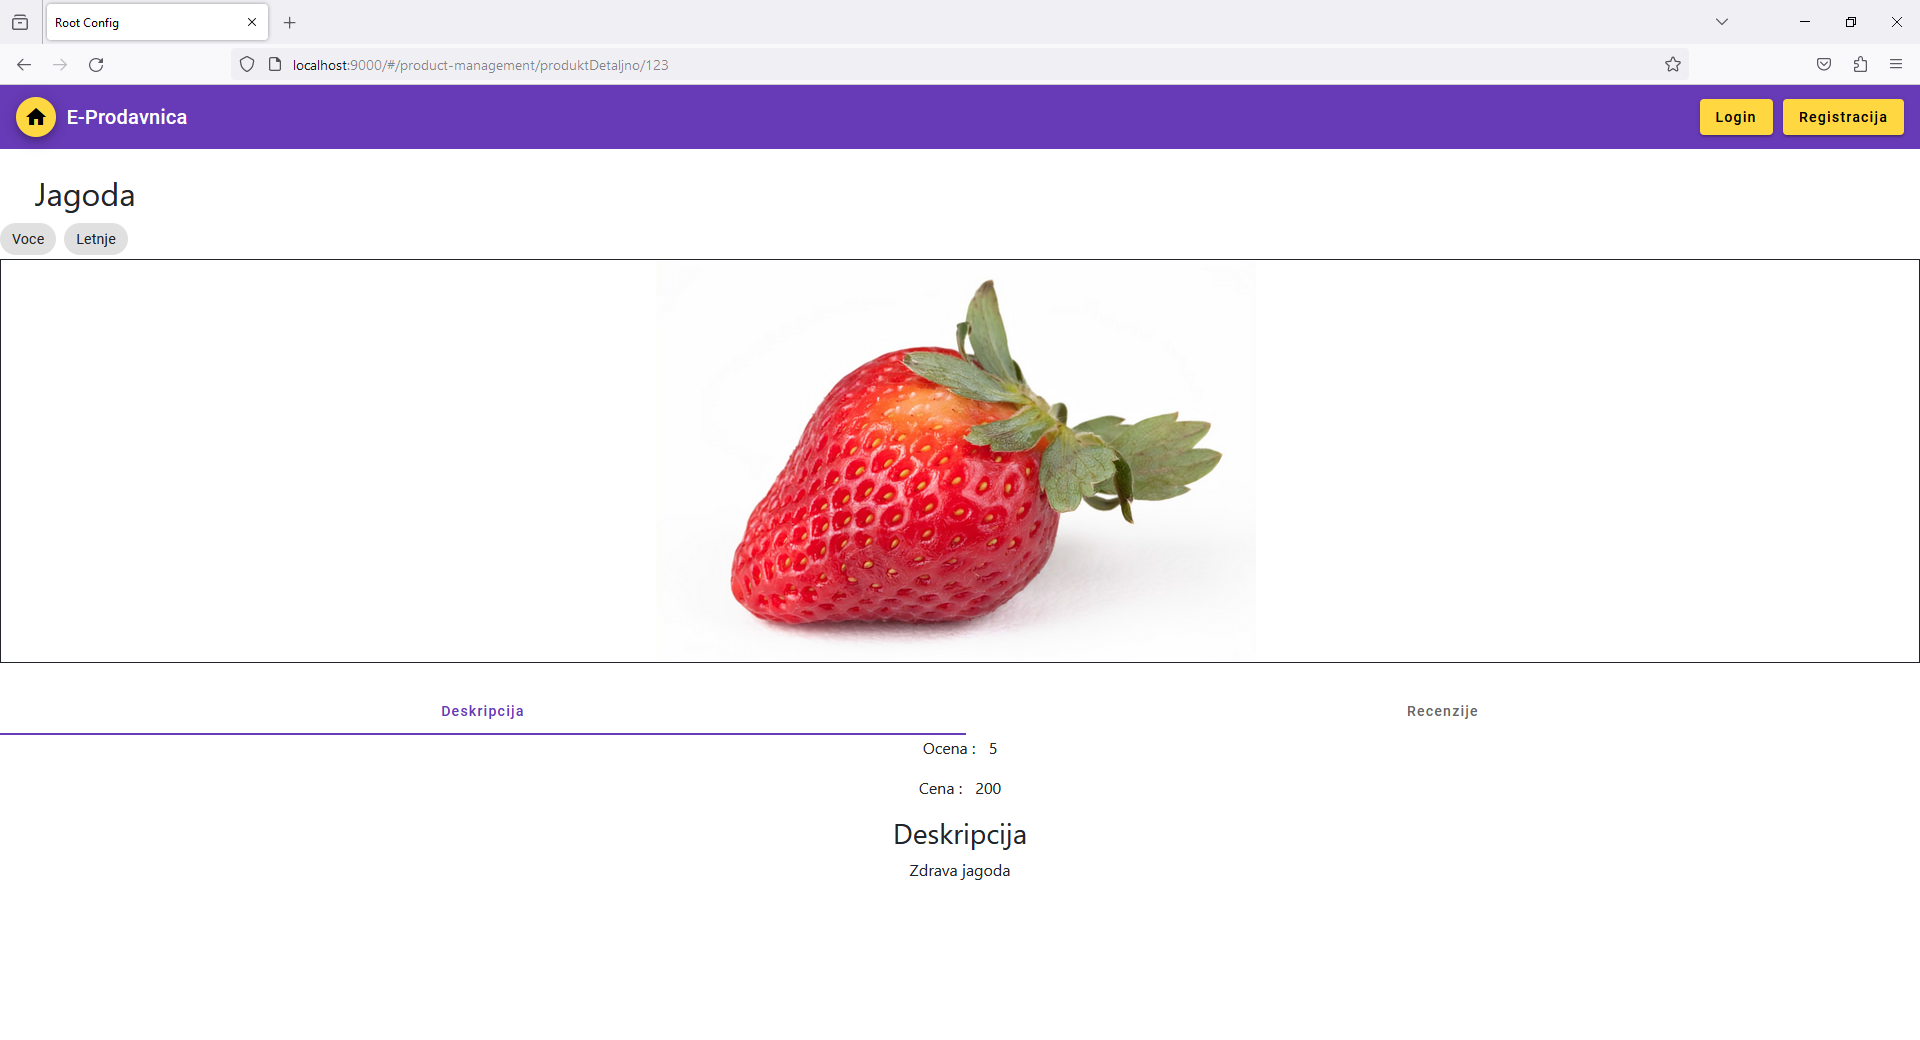 Root Config
localhost:9000/#/product-management/produktDetaljno/123
E-Prodavnica
Login
Registracija
Jagoda
Voce
Letnje
Deskripcija
Recenzije
Ocena : 5
Cena : 200
Deskripcija
Zdrava jagoda